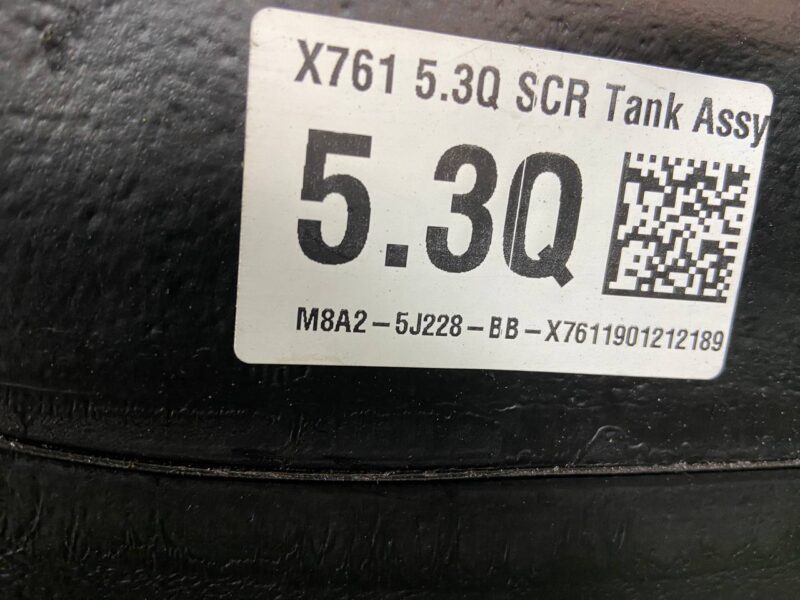 X761 5.3Q SCR Tank Assy
5.3Q
M8A2-5J228-BB-X7611901212189